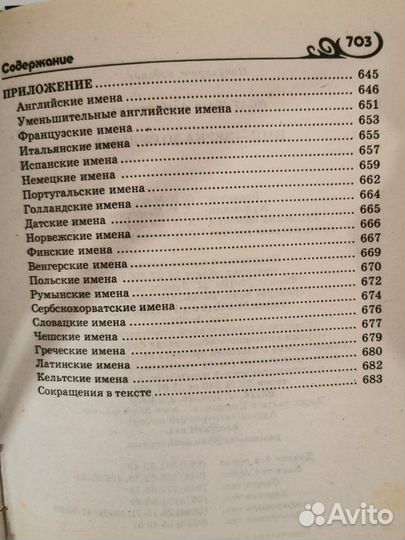 Содержание 703
ПРИЛОЖЕНИЕ ..... 645
Английские имена ..... 646
Уменьшительные английские имена ..... 651
Французские имена ..... 653
Итальянские имена ..... 655
Испанские имена ..... 657
Немецкие имена ..... 659
Португальские имена ..... 662
Голландские имена ..... 664
Датские имена ..... 665
Норвежские имена ..... 666
Финские имена ..... 667
Венгерские имена ..... 669
Польские имена ..... 670
Румынские имена ..... 672
Сербскохорватские имена ..... 674
Словацкие имена ..... 676
Чешские имена ..... 677
Греческие имена ..... 679
Латинские имена ..... 680
Кельтские имена ..... 682
Сокращения в тексте ..... 683
Avito